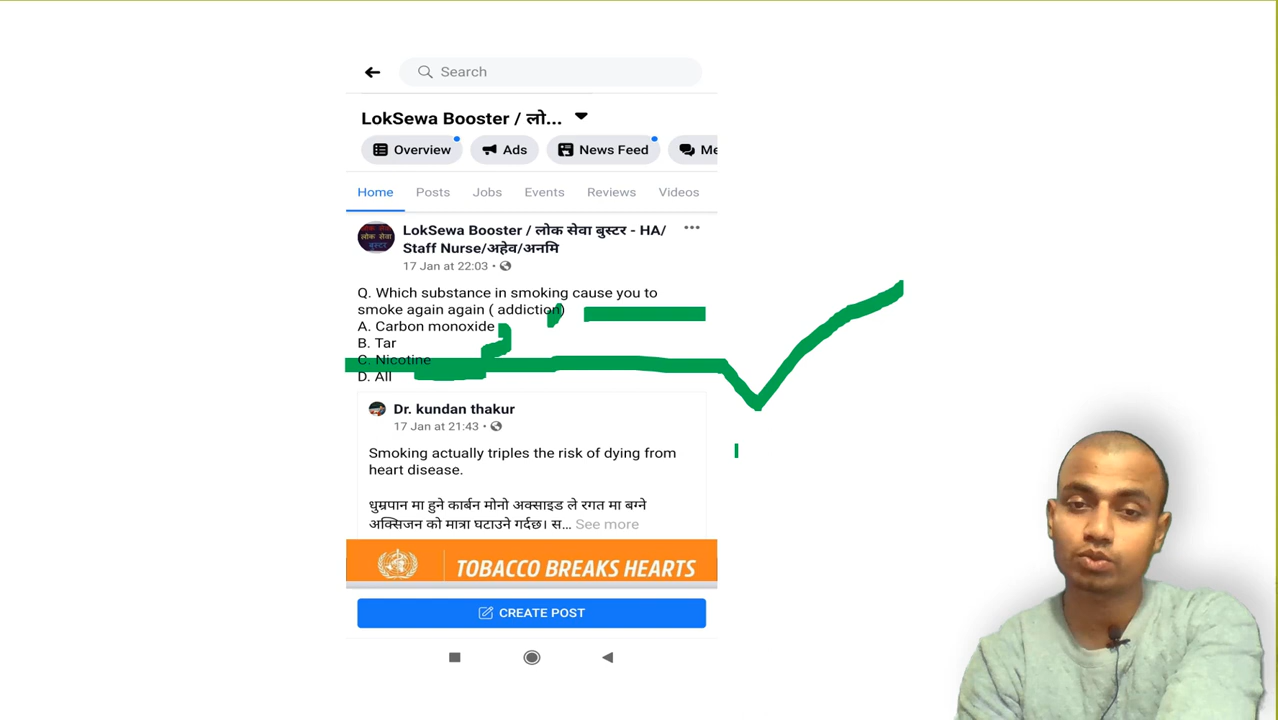 Search
LokSewa Booster / लो...
Overview Ads News Feed Me
Home Posts Jobs Events Reviews Videos
LokSewa Booster / लोक सेवा बुस्टर - HA/
Staff Nurse/अहेव/अनमि
17 Jan at 22:03
Q. Which substance in smoking cause you to
smoke again again ( addiction)
A. Carbon monoxide
B. Tar
C. Nicotine
D. All
Dr. kundan thakur
17 Jan at 21:43
Smoking actually triples the risk of dying from
heart disease.
धुम्रपान मा हुने कार्बन मोनो अक्साइड ले रगत मा बग्ने
अक्सिजन को मात्रा घटाउने गर्दछ। स... See more
TOBACCO BREAKS HEARTS
CREATE POST